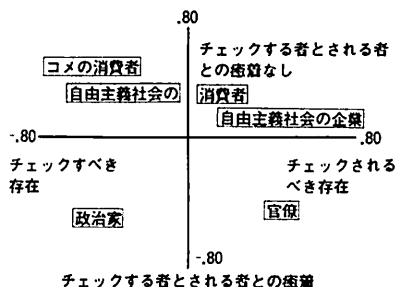 .80
チェックする者とされる者
との癒着なし
コメの消費者
自由主義社会の
消費者
自由主義社会の企業
-.80
.80
チェックすべき
存在
チェックされる
べき存在
政治家
官僚
-.80
チェックする者とされる者との癒着